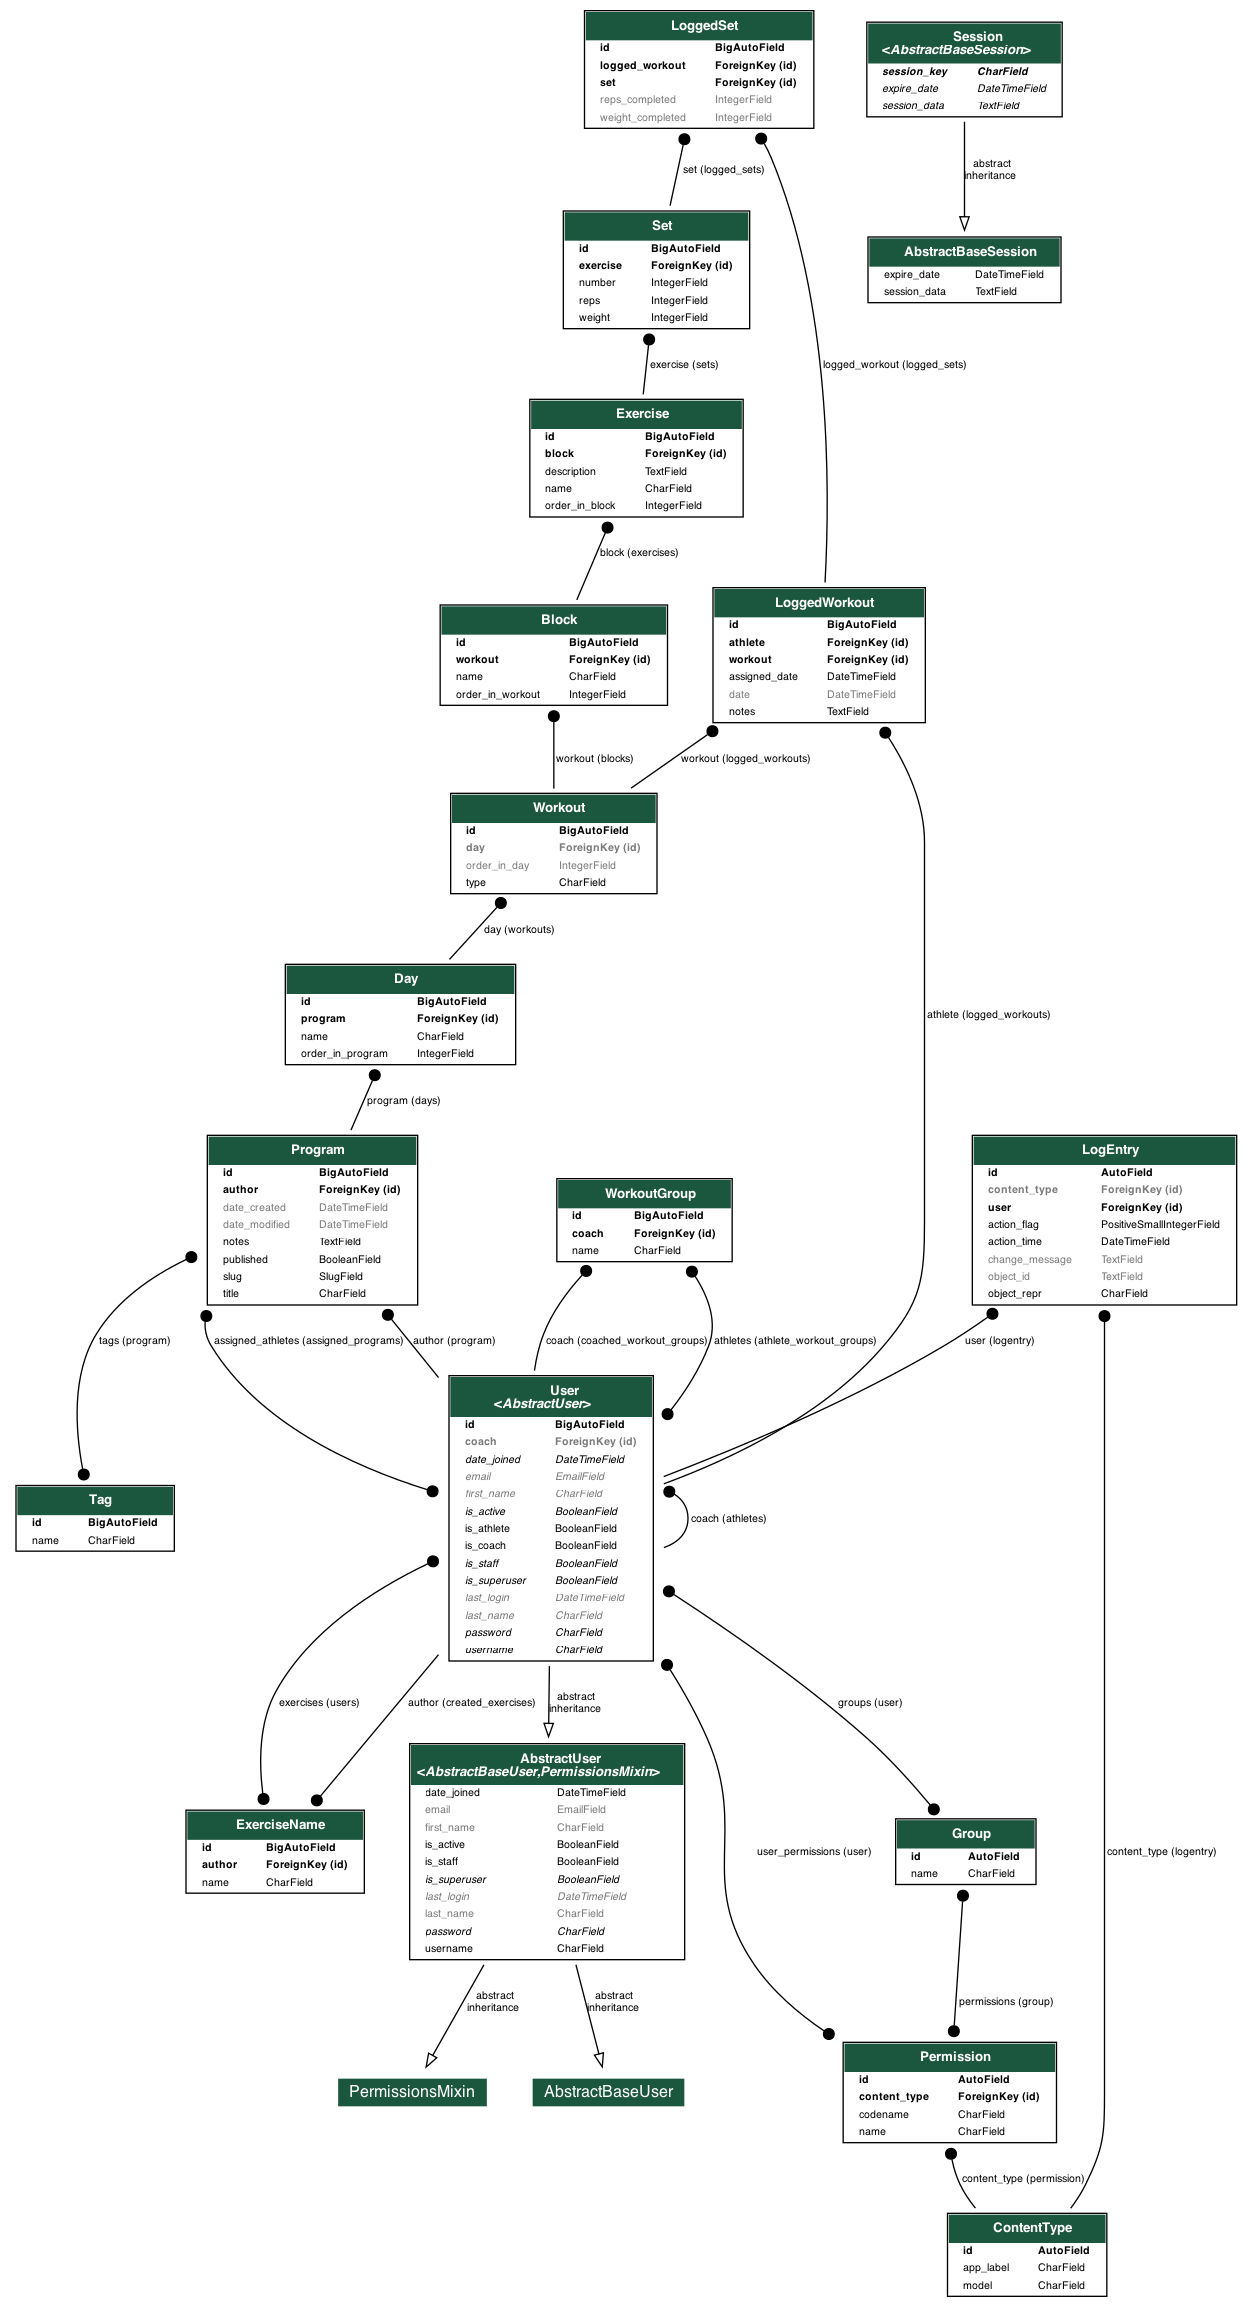 LoggedSet
id BigAutoField
logged_workout ForeignKey (id)
set ForeignKey (id)
reps_completed IntegerField
weight_completed IntegerField
Session
<AbstractBaseSession>
session_key CharField
expire_date DateTimeField
session_data TextField
set (logged_sets)
abstract
inheritance
Set
id BigAutoField
exercise ForeignKey (id)
number IntegerField
reps IntegerField
weight IntegerField
AbstractBaseSession
expire_date DateTimeField
session_data TextField
exercise (sets)
logged_workout (logged_sets)
Exercise
id BigAutoField
block ForeignKey (id)
description TextField
name CharField
order_in_block IntegerField
block (exercises)
Block
id BigAutoField
workout ForeignKey (id)
name CharField
order_in_workout IntegerField
LoggedWorkout
id BigAutoField
athlete ForeignKey (id)
workout ForeignKey (id)
assigned_date DateTimeField
date DateTimeField
notes TextField
workout (blocks)
workout (logged_workouts)
Workout
id BigAutoField
day ForeignKey (id)
order_in_day IntegerField
type CharField
day (workouts)
Day
id BigAutoField
program ForeignKey (id)
name CharField
order_in_program IntegerField
athlete (logged_workouts)
program (days)
Program
id BigAutoField
author ForeignKey (id)
date_created DateTimeField
date_modified DateTimeField
notes TextField
published BooleanField
slug SlugField
title CharField
WorkoutGroup
id BigAutoField
coach ForeignKey (id)
name CharField
LogEntry
id AutoField
content_type ForeignKey (id)
user ForeignKey (id)
action_flag PositiveSmallIntegerField
action_time DateTimeField
change_message TextField
object_id TextField
object_repr CharField
tags (program)
assigned_athletes (assigned_programs)
author (program)
coach (coached_workout_groups)
athletes (athlete_workout_groups)
user (logentry)
User
<AbstractUser>
id BigAutoField
coach ForeignKey (id)
date_joined DateTimeField
email EmailField
first_name CharField
is_active BooleanField
is_athlete BooleanField
is_coach BooleanField
is_staff BooleanField
is_superuser BooleanField
last_login DateTimeField
last_name CharField
password CharField
username CharField
Tag
id BigAutoField
name CharField
coach (athletes)
exercises (users)
author (created_exercises)
abstract
inheritance
groups (user)
AbstractUser
<AbstractBaseUser,PermissionsMixin>
date_joined DateTimeField
email EmailField
first_name CharField
is_active BooleanField
is_staff BooleanField
is_superuser BooleanField
last_login DateTimeField
last_name CharField
password CharField
username CharField
ExerciseName
id BigAutoField
author ForeignKey (id)
name CharField
Group
id AutoField
name CharField
user_permissions (user)
content_type (logentry)
abstract
inheritance
abstract
inheritance
permissions (group)
PermissionsMixin
AbstractBaseUser
Permission
id AutoField
content_type ForeignKey (id)
codename CharField
name CharField
content_type (permission)
ContentType
id AutoField
app_label CharField
model CharField